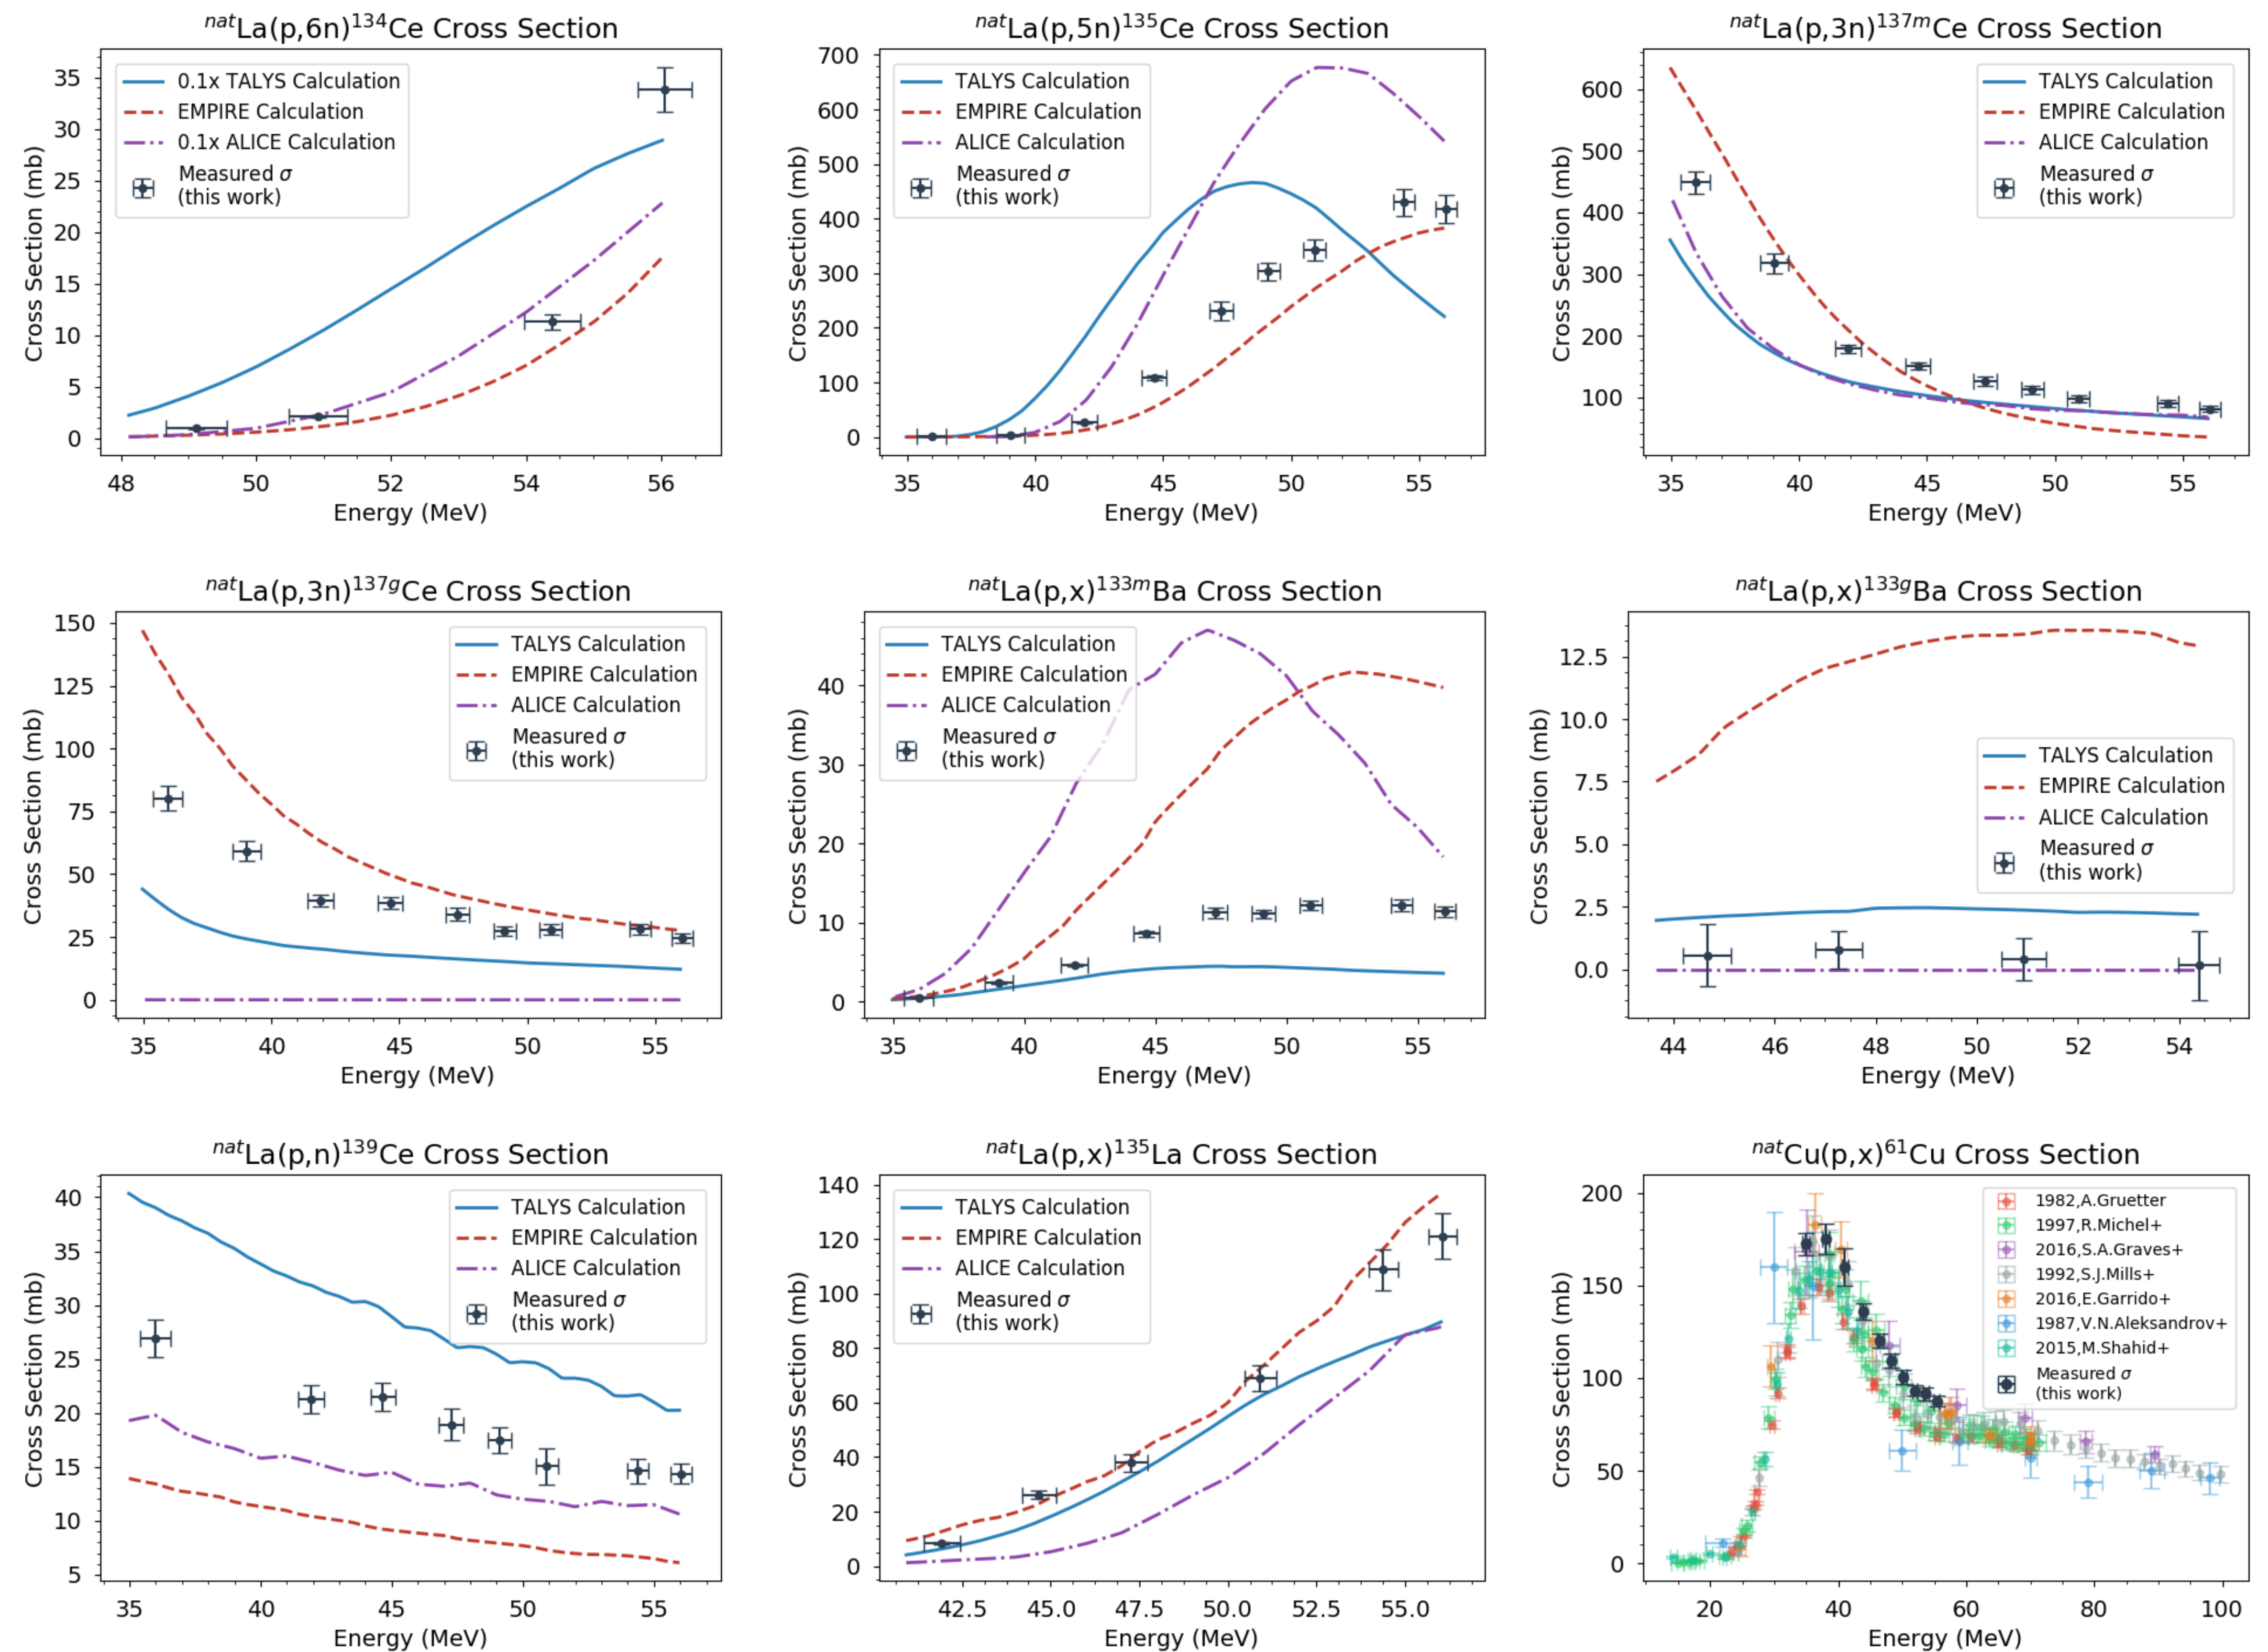 natLa(p,6n)134Ce Cross Section
35
30
25
20
15
10
5
0
Cross Section (mb)
0.1x TALYS Calculation
EMPIRE Calculation
0.1x ALICE Calculation
Measured σ
(this work)
48 50 52 54 56
Energy (MeV)
natLa(p,5n)135Ce Cross Section
700
600
500
400
300
200
100
0
Cross Section (mb)
TALYS Calculation
EMPIRE Calculation
ALICE Calculation
Measured σ
(this work)
35 40 45 50 55
Energy (MeV)
natLa(p,3n)137mCe Cross Section
600
500
400
300
200
100
Cross Section (mb)
TALYS Calculation
EMPIRE Calculation
ALICE Calculation
Measured σ
(this work)
35 40 45 50 55
Energy (MeV)
natLa(p,3n)137gCe Cross Section
150
125
100
75
50
25
0
Cross Section (mb)
TALYS Calculation
EMPIRE Calculation
ALICE Calculation
Measured σ
(this work)
35 40 45 50 55
Energy (MeV)
natLa(p,x)133mBa Cross Section
40
30
20
10
0
Cross Section (mb)
TALYS Calculation
EMPIRE Calculation
ALICE Calculation
Measured σ
(this work)
35 40 45 50 55
Energy (MeV)
natLa(p,x)133gBa Cross Section
12.5
10.0
7.5
5.0
2.5
0.0
Cross Section (mb)
TALYS Calculation
EMPIRE Calculation
ALICE Calculation
Measured σ
(this work)
44 46 48 50 52 54
Energy (MeV)
natLa(p,n)139Ce Cross Section
40
35
30
25
20
15
10
5
Cross Section (mb)
TALYS Calculation
EMPIRE Calculation
ALICE Calculation
Measured σ
(this work)
35 40 45 50 55
Energy (MeV)
natLa(p,x)135La Cross Section
140
120
100
80
60
40
20
0
Cross Section (mb)
TALYS Calculation
EMPIRE Calculation
ALICE Calculation
Measured σ
(this work)
42.5 45.0 47.5 50.0 52.5 55.0
Energy (MeV)
natCu(p,x)61Cu Cross Section
200
150
100
50
0
Cross Section (mb)
1982,A.Gruetter
1997,R.Michel+
2016,S.A.Graves+
1992,S.J.Mills+
2016,E.Garrido+
1987,V.N.Aleksandrov+
2015,M.Shahid+
Measured σ
(this work)
20 40 60 80 100
Energy (MeV)